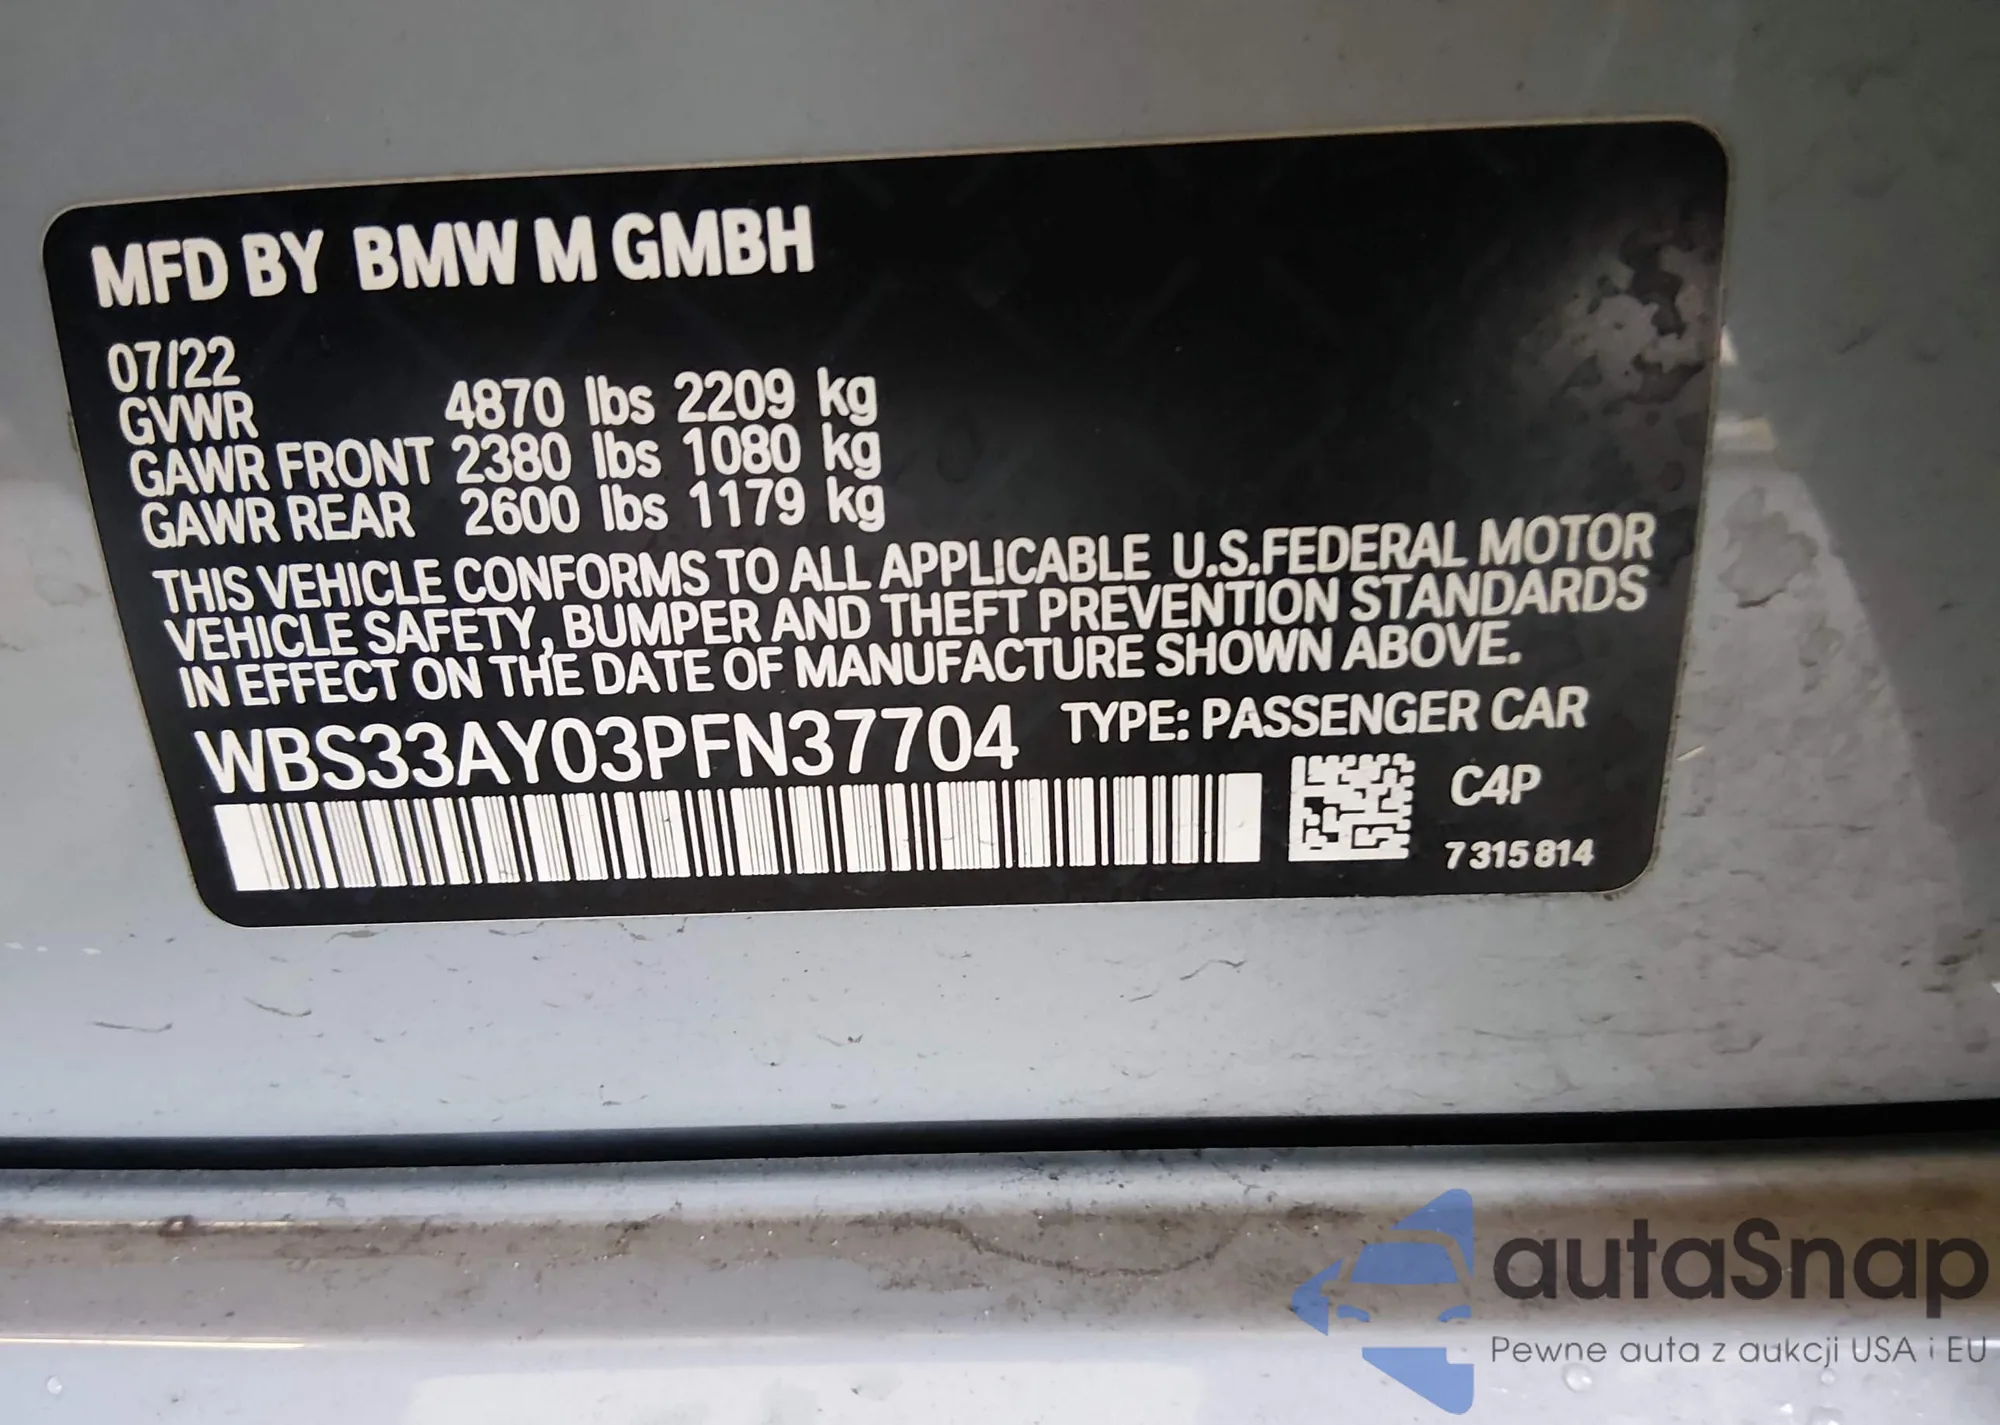 MFD BY BMW M GMBH
07/22
GVWR 4870 lbs 2209 kg
GAWR FRONT 2380 lbs 1080 kg
GAWR REAR 2600 lbs 1179 kg
THIS VEHICLE CONFORMS TO ALL APPLICABLE U.S.FEDERAL MOTOR
VEHICLE SAFETY, BUMPER AND THEFT PREVENTION STANDARDS
IN EFFECT ON THE DATE OF MANUFACTURE SHOWN ABOVE.
WBS33AY03PFN37704 TYPE: PASSENGER CAR
C4P
7 315 814
autaSnap
Pewne auta z aukcji USA i EU